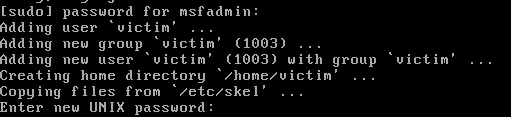 [sudo] password for msfadmin:
Adding user `victim' ...
Adding new group `victim' (1003) ...
Adding new user `victim' (1003) with group `victim' ...
Creating home directory `/home/victim' ...
Copying files from `/etc/skel' ...
Enter new UNIX password: